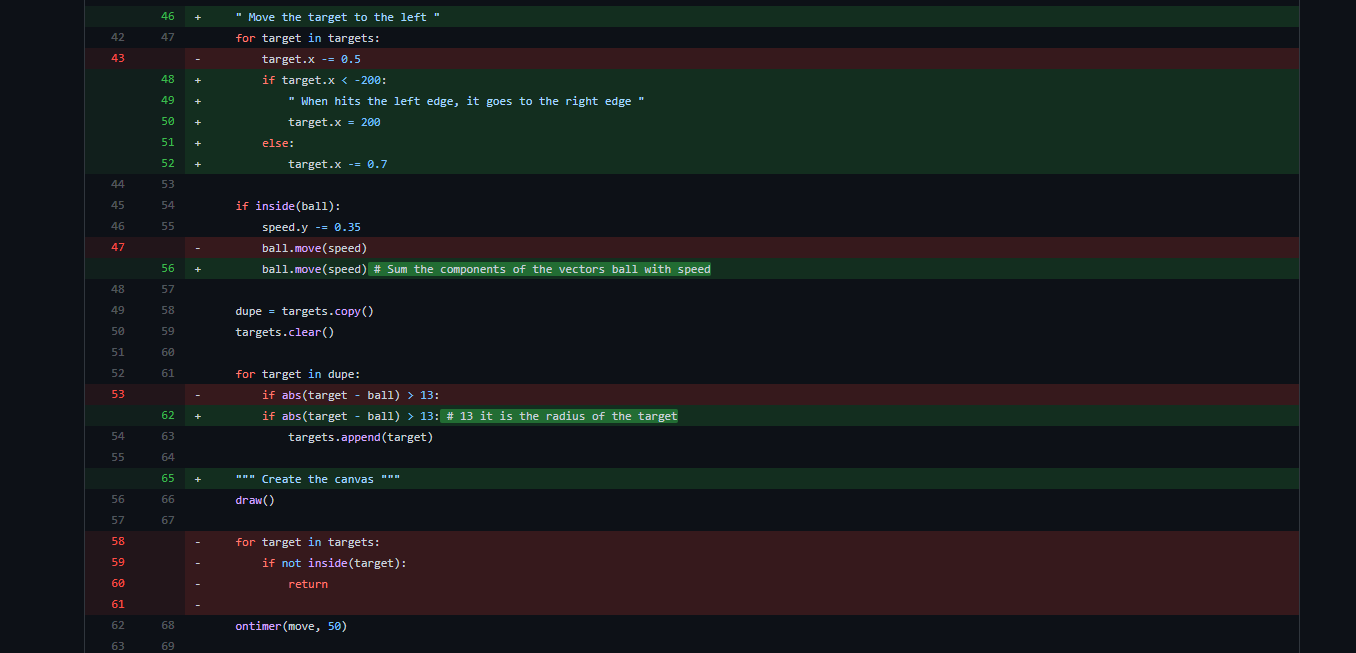 46 + " Move the target to the left "
42 47 for target in targets:
43 - target.x -= 0.5
48 + if target.x < -200:
49 + " When hits the left edge, it goes to the right edge "
50 + target.x = 200
51 + else:
52 + target.x -= 0.7
44 53
45 54 if inside(ball):
46 55 speed.y -= 0.35
47 - ball.move(speed)
56 + ball.move(speed) # Sum the components of the vectors ball with speed
48 57
49 58 dupe = targets.copy()
50 59 targets.clear()
51 60
52 61 for target in dupe:
53 - if abs(target - ball) > 13:
62 + if abs(target - ball) > 13: # 13 it is the radius of the target
54 63 targets.append(target)
55 64
65 + """ Create the canvas """
56 66 draw()
57 67
58 - for target in targets:
59 - if not inside(target):
60 - return
61 -
62 68 ontimer(move, 50)
63 69